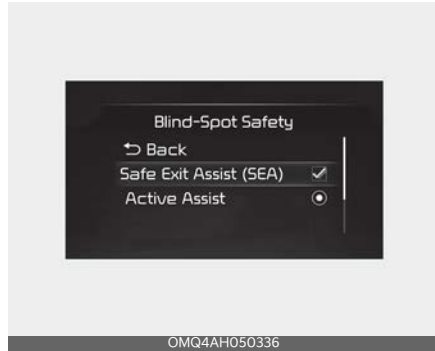 Blind-Spot Safety
⮌ Back
Safe Exit Assist (SEA)
Active Assist
OMQ4AH050336